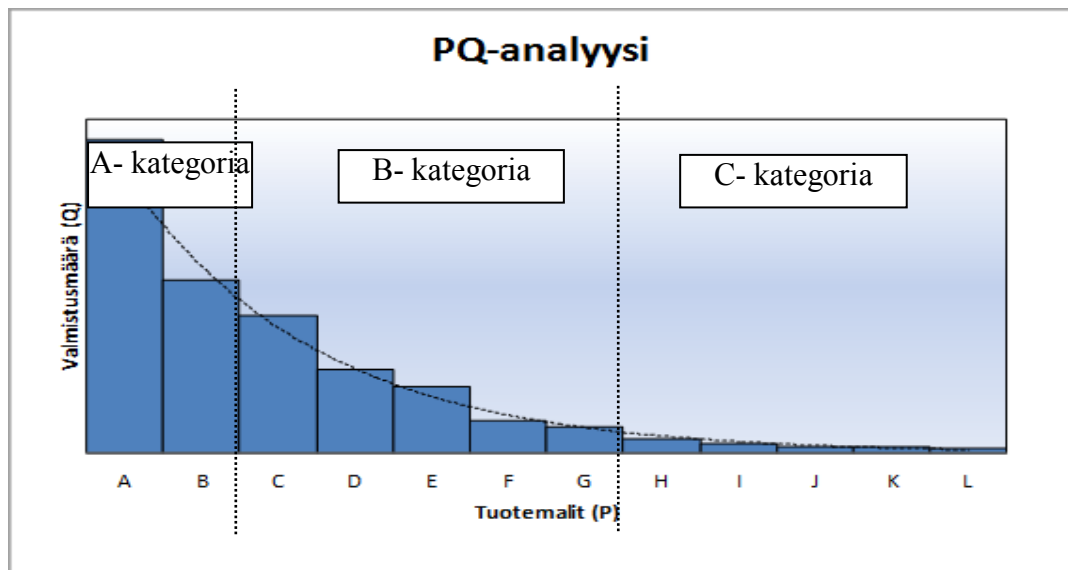 PQ-analyysi
A- kategoria
B- kategoria
C- kategoria
Valmistusmäärä (Q)
A B C D E F G H I J K L
Tuotemalit (P)